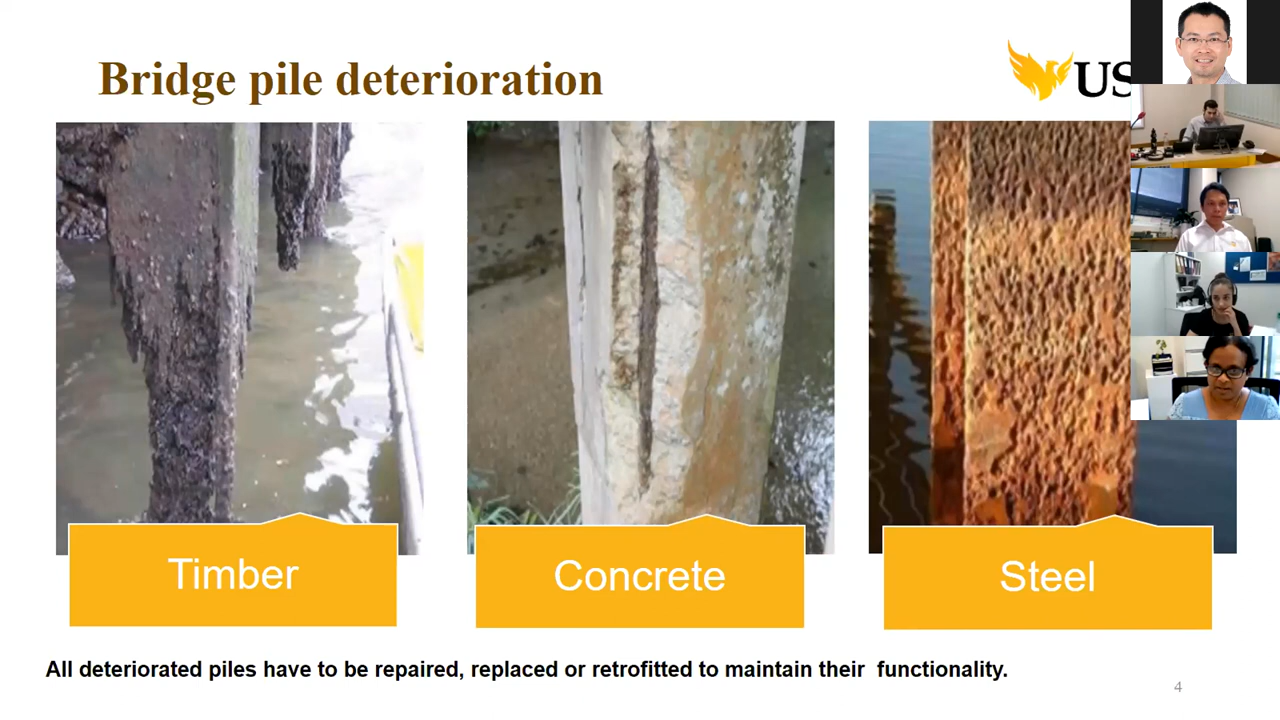 Bridge pile deterioration
US
Timber
Concrete
Steel
All deteriorated piles have to be repaired, replaced or retrofitted to maintain their functionality.
4